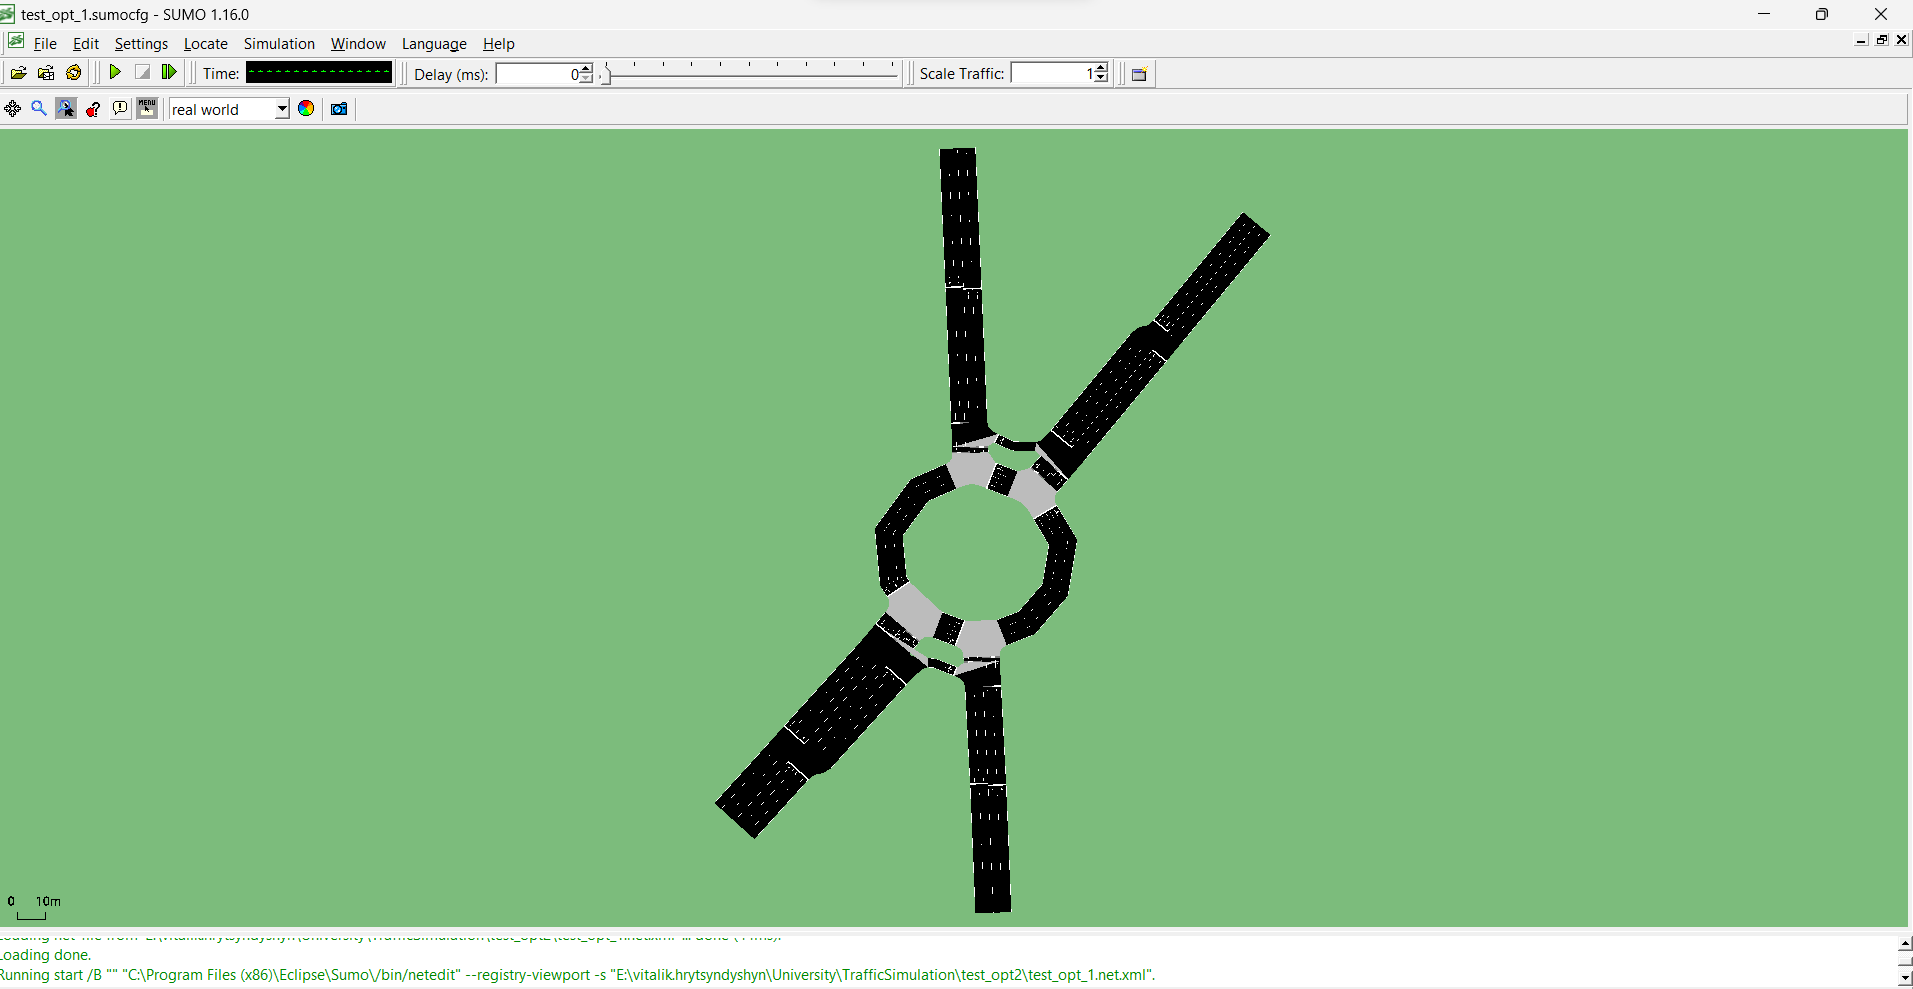 test_opt_1.sumocfg - SUMO 1.16.0
File Edit Settings Locate Simulation Window Language Help
Time: Delay (ms): 0 Scale Traffic: 1
MENU real world
0 10m
Loading done.
Running start /B "" "C:\Program Files (x86)\Eclipse\Sumo\/bin/netedit" --registry-viewport -s "E:\vitalik.hrytsyndyshyn\University\TrafficSimulation\test_opt2\test_opt_1.net.xml".